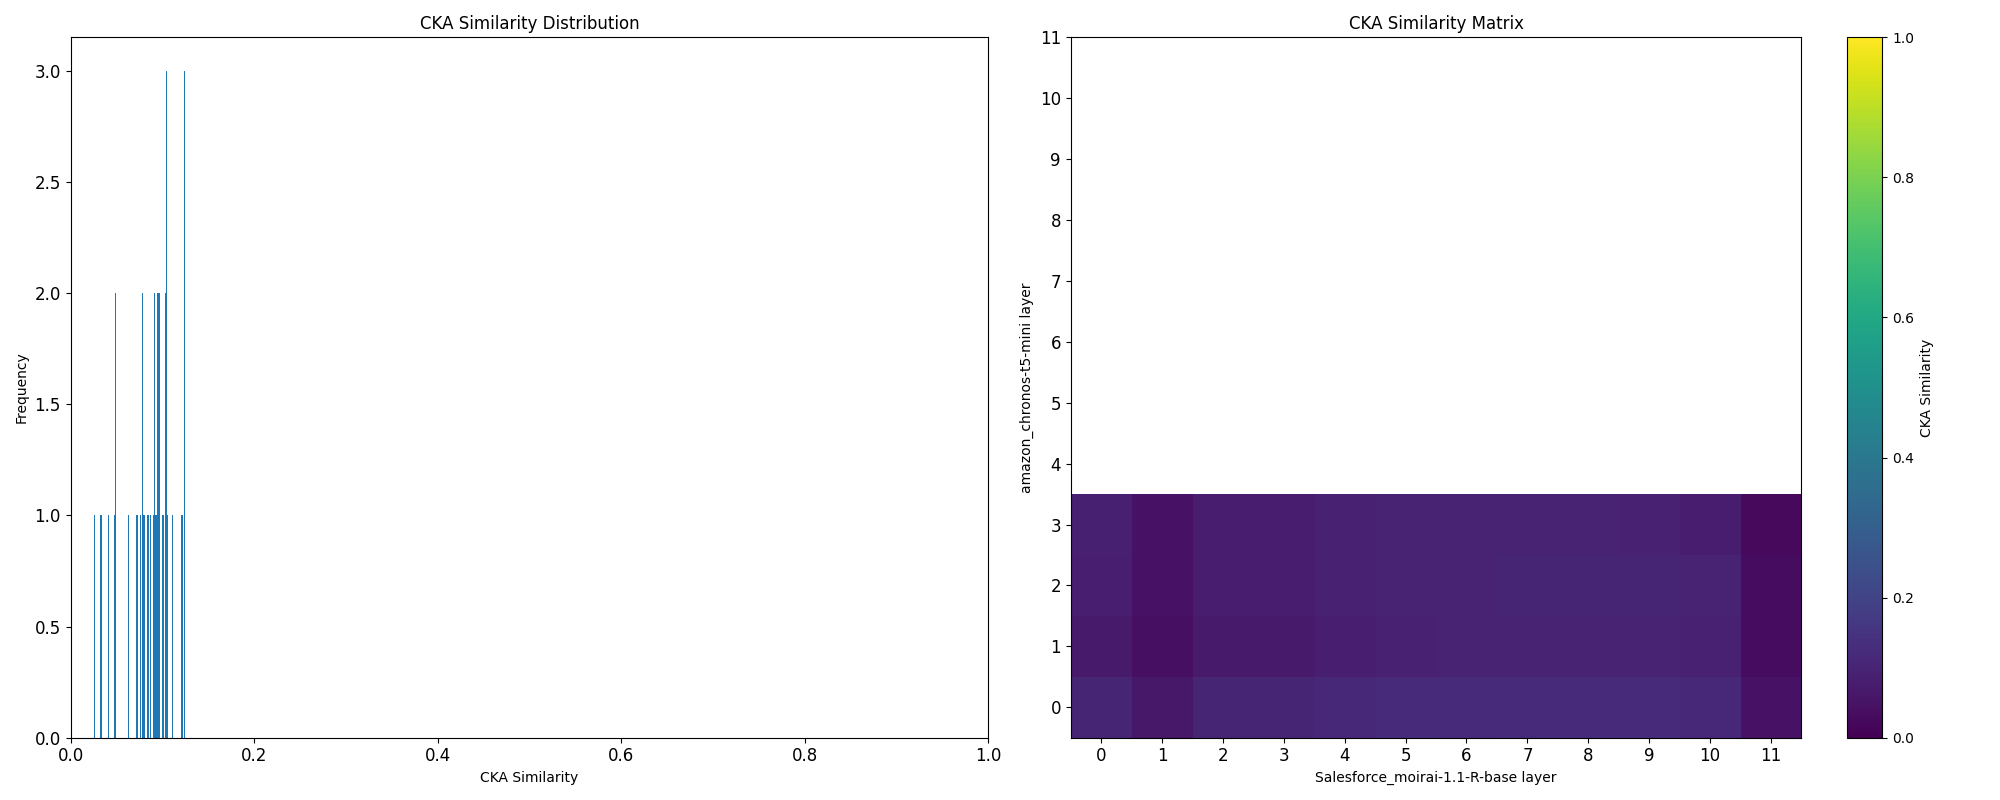 CKA Similarity Distribution
3.0
2.5
2.0
1.5
1.0
0.5
0.0
Frequency
0.0 0.2 0.4 0.6 0.8 1.0
CKA Similarity
CKA Similarity Matrix
11
10
9
8
7
6
5
4
3
2
1
0
amazon_chronos-t5-mini layer
0 1 2 3 4 5 6 7 8 9 10 11
Salesforce_moirai-1.1-R-base layer
1.0
0.8
0.6
0.4
0.2
0.0
CKA Similarity